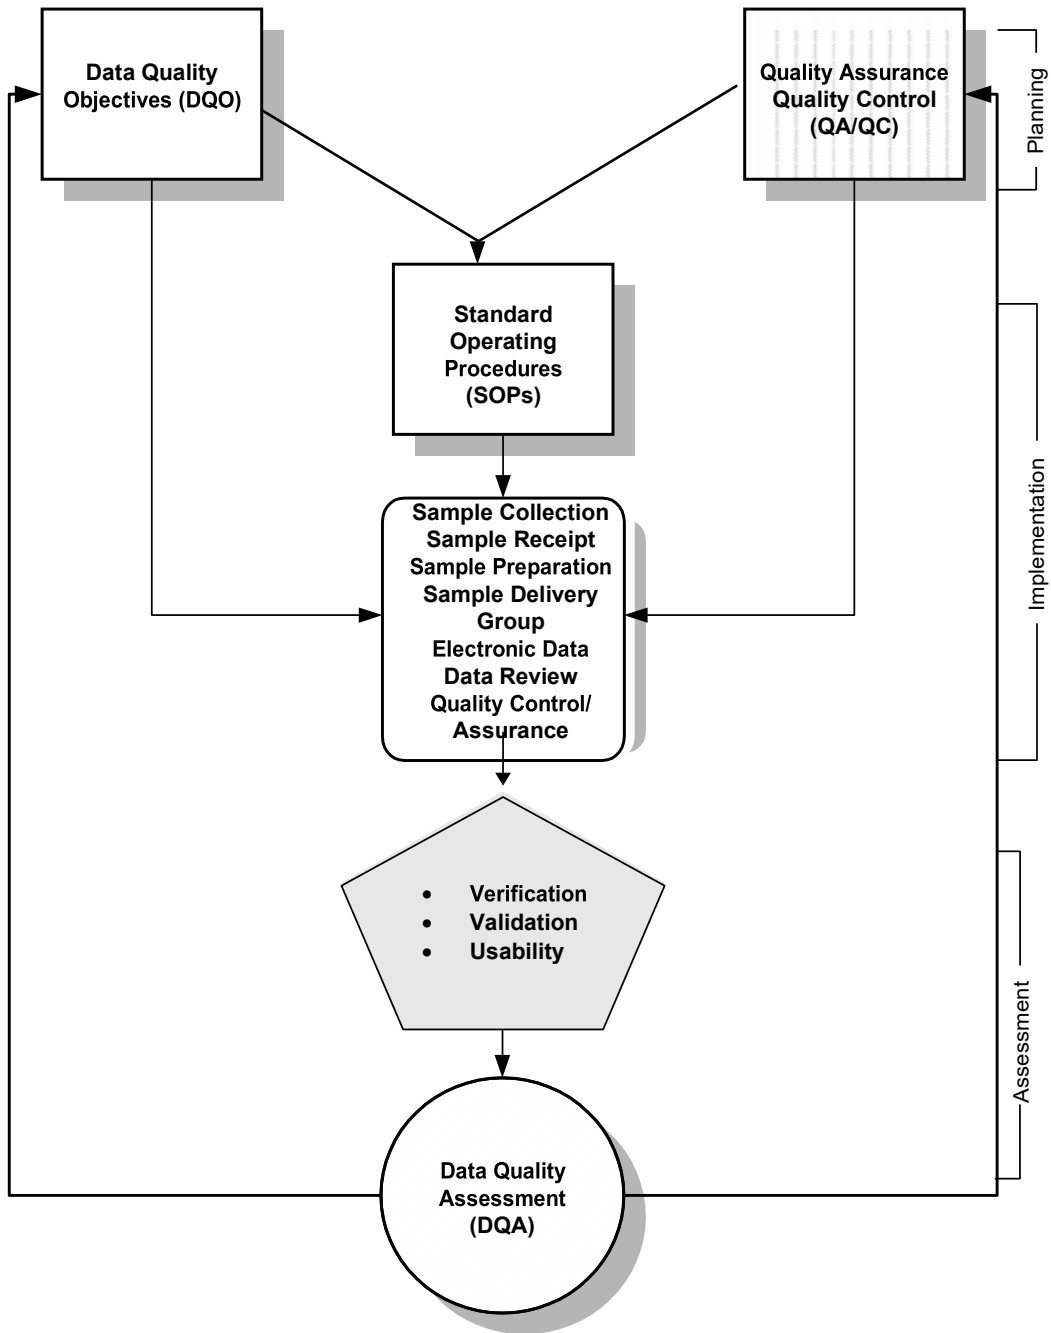 Data Quality
Objectives (DQO)
Quality Assurance
Quality Control
(QA/QC)
Planning
Standard
Operating
Procedures
(SOPs)
Implementation
Sample Collection
Sample Receipt
Sample Preparation
Sample Delivery
Group
Electronic Data
Data Review
Quality Control/
Assurance
• Verification
• Validation
• Usability
Assessment
Data Quality
Assessment
(DQA)